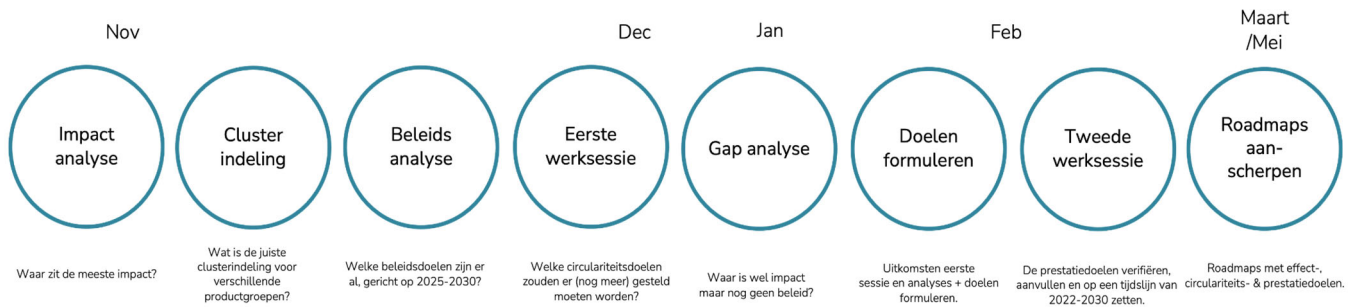 Nov
Dec
Jan
Feb
Maart
/Mei
Impact
analyse
Cluster
indeling
Beleids
analyse
Eerste
werksessie
Gap analyse
Doelen
formuleren
Tweede
werksessie
Roadmaps
aan-
scherpen
Waar zit de meeste impact?
Wat is de juiste
clusterindeling voor
verschillende
productgroepen?
Welke beleidsdoelen zijn er
al, gericht op 2025-2030?
Welke circulariteitsdoelen
zouden er (nog meer) gesteld
moeten worden?
Waar is wel impact
maar nog geen beleid?
Uitkomsten eerste
sessie en analyses + doelen
formuleren.
De prestatiedoelen verifiëren,
aanvullen en op een tijdslijn van
2022-2030 zetten.
Roadmaps met effect-,
circulariteits- & prestatiedoelen.